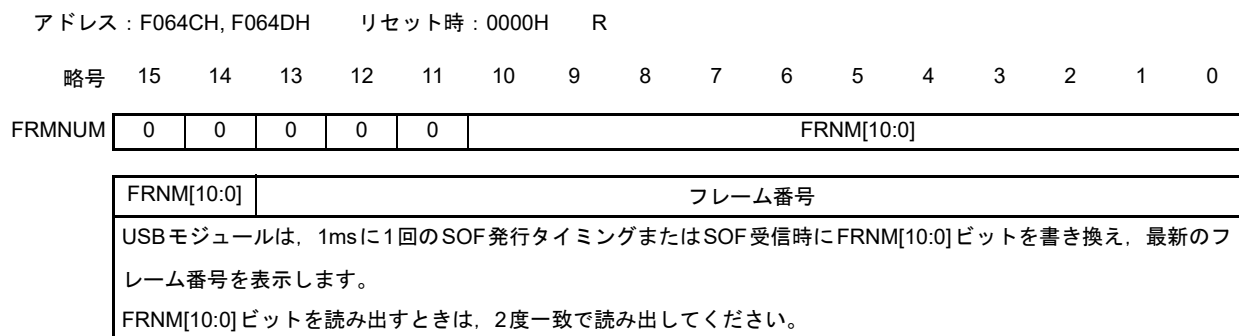 アドレス：F064CH, F064DH リセット時：0000H R
略号 15 14 13 12 11 10 9 8 7 6 5 4 3 2 1 0
FRMNUM 0 0 0 0 0 FRNM[10:0]
FRNM[10:0] フレーム番号
USBモジュールは，1msに1回のSOF発行タイミングまたはSOF受信時にFRNM[10:0]ビットを書き換え，最新のフ
レーム番号を表示します。
FRNM[10:0]ビットを読み出すときは，2度一致で読み出してください。